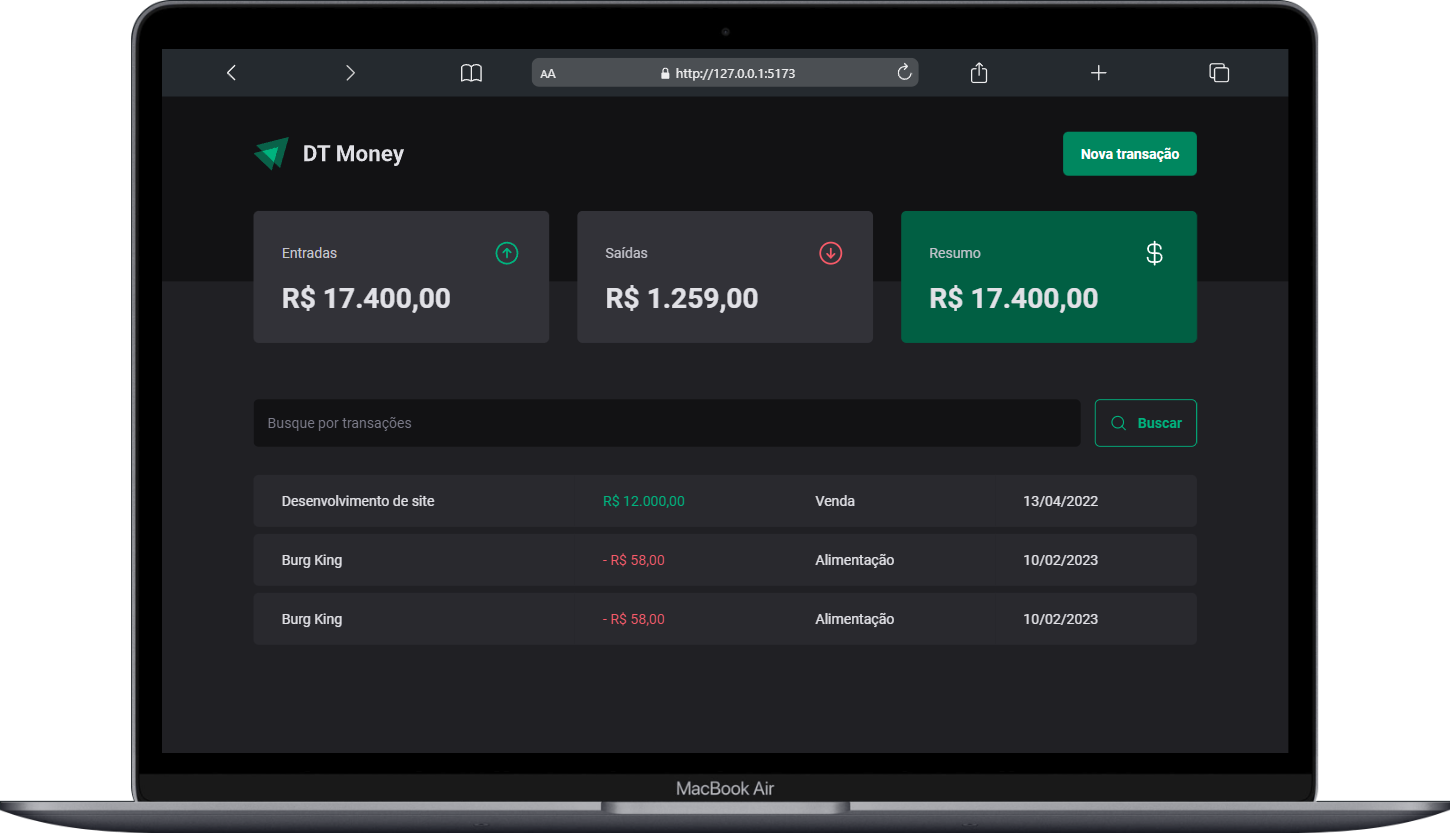 AA
http://127.0.0.1:5173
DT Money
Nova transação
Entradas
R$ 17.400,00
Saídas
R$ 1.259,00
Resumo
$
R$ 17.400,00
Busque por transações
Buscar
Desenvolvimento de site R$ 12.000,00 Venda 13/04/2022
Burg King - R$ 58,00 Alimentação 10/02/2023
Burg King - R$ 58,00 Alimentação 10/02/2023
MacBook Air